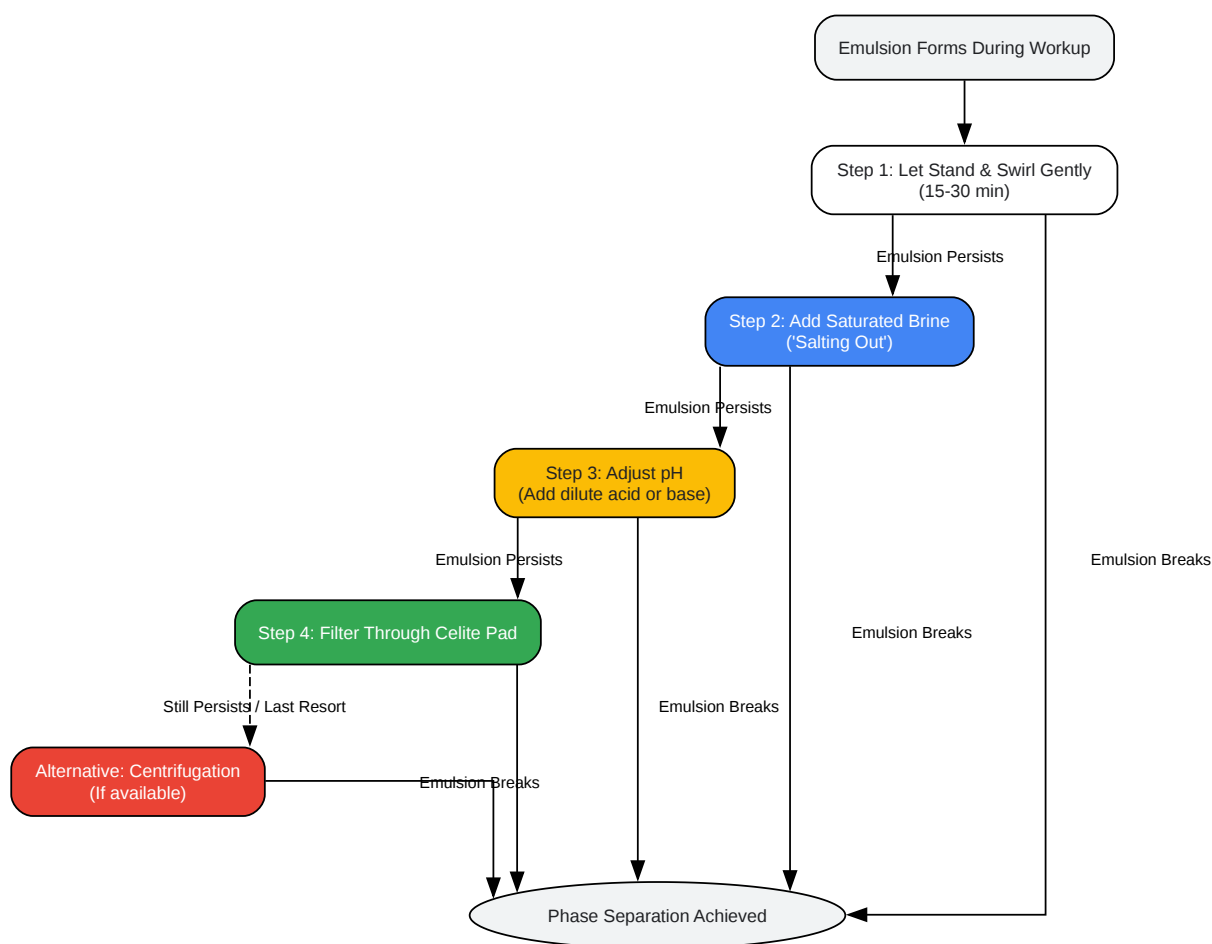 Emulsion Forms During Workup
Step 1: Let Stand & Swirl Gently
(15-30 min)
Emulsion Persists
Step 2: Add Saturated Brine
('Salting Out')
Emulsion Persists
Step 3: Adjust pH
(Add dilute acid or base)
Emulsion Persists
Emulsion Breaks
Step 4: Filter Through Celite Pad
Emulsion Breaks
Still Persists / Last Resort
Emulsion Breaks
Alternative: Centrifugation
(If available)
Emulsion Breaks
Phase Separation Achieved